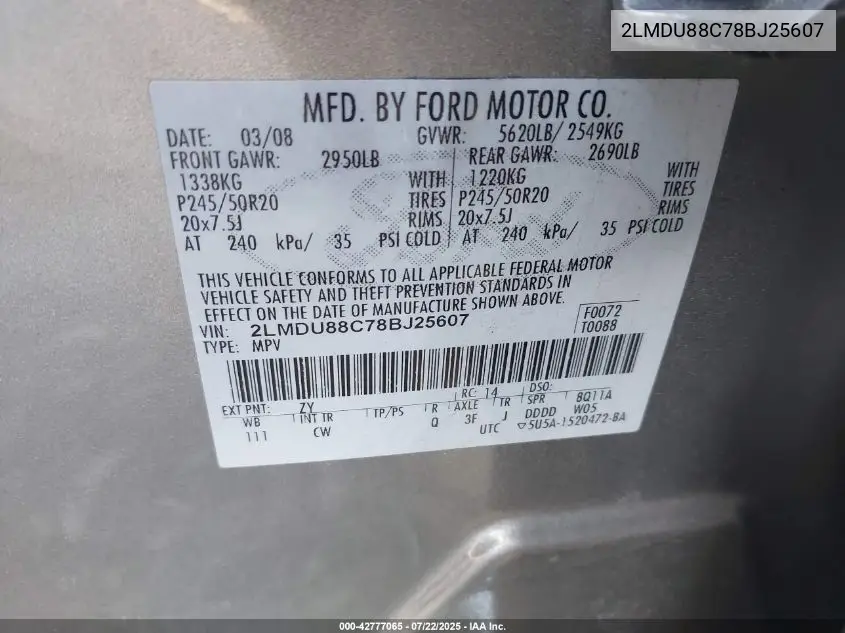 2LMDU88C78BJ25607
MFD. BY FORD MOTOR CO.
DATE: 03/08 GVWR: 5620LB/ 2549KG
FRONT GAWR: 2950LB REAR GAWR: 2690LB
1338KG WITH 1220KG WITH
P245/50R20 TIRES P245/50R20 TIRES
20x7.5J RIMS 20x7.5J RIMS
AT 240 kPa/ 35 PSI COLD AT 240 kPa/ 35 PSI COLD
THIS VEHICLE CONFORMS TO ALL APPLICABLE FEDERAL MOTOR
VEHICLE SAFETY AND THEFT PREVENTION STANDARDS IN
EFFECT ON THE DATE OF MANUFACTURE SHOWN ABOVE.
VIN: 2LMDU88C78BJ25607 F0072
TYPE: MPV T0088
EXT PNT: ZY RC: 14 DSO:
WB INT TR TP/PS R AXLE TR SPR 8Q11A
111 CW Q 3F J DDDD W05
UTC ▽5U5A-1520472-BA
000-42777065 - 07/22/2025 - IAA Inc.